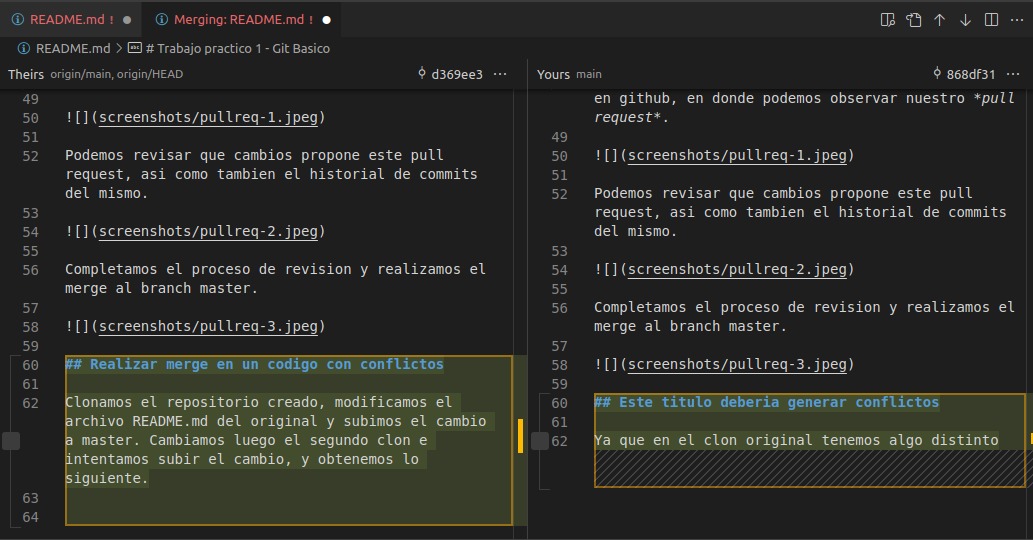 README.md !
Merging: README.md !
README.md > # Trabajo practico 1 - Git Basico
Theirs origin/main, origin/HEAD
d369ee3 ···
49
50 ![](screenshots/pullreq-1.jpeg)
51
52 Podemos revisar que cambios propone este pull
request, asi como tambien el historial de commits
del mismo.
53
54 ![](screenshots/pullreq-2.jpeg)
55
56 Completamos el proceso de revision y realizamos el
merge al branch master.
57
58 ![](screenshots/pullreq-3.jpeg)
59
60 ## Realizar merge en un codigo con conflictos
61
62 Clonamos el repositorio creado, modificamos el
archivo README.md del original y subimos el cambio
a master. Cambiamos luego el segundo clon e
intentamos subir el cambio, y obtenemos lo
siguiente.
63
64
Yours main
868df31 ···
en github, en donde podemos observar nuestro *pull
request*.
49
50 ![](screenshots/pullreq-1.jpeg)
51
52 Podemos revisar que cambios propone este pull
request, asi como tambien el historial de commits
del mismo.
53
54 ![](screenshots/pullreq-2.jpeg)
55
56 Completamos el proceso de revision y realizamos el
merge al branch master.
57
58 ![](screenshots/pullreq-3.jpeg)
59
60 ## Este titulo deberia generar conflictos
61
62 Ya que en el clon original tenemos algo distinto